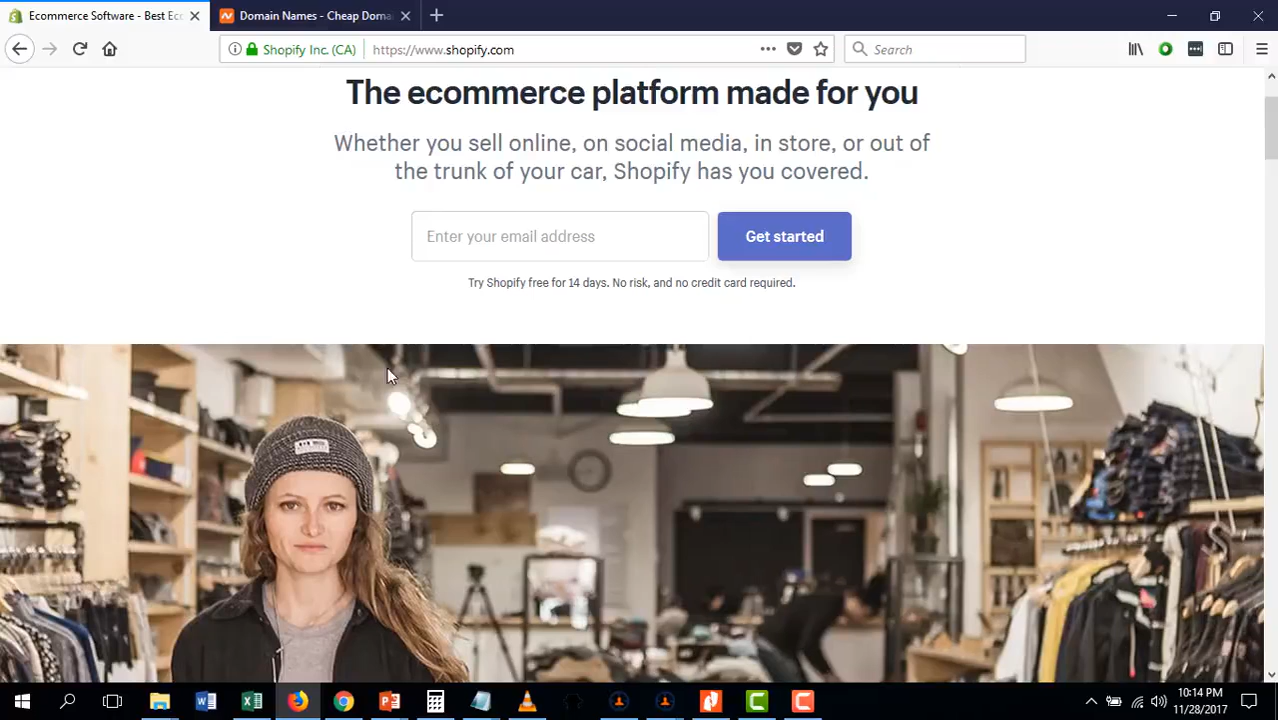 Ecommerce Software - Best Ec
Domain Names - Cheap Doma
Shopify Inc. (CA)
https://www.shopify.com
Search
The ecommerce platform made for you
Whether you sell online, on social media, in store, or out of
the trunk of your car, Shopify has you covered.
Enter your email address
Get started
Try Shopify free for 14 days. No risk, and no credit card required.
10:14 PM
11/28/2017